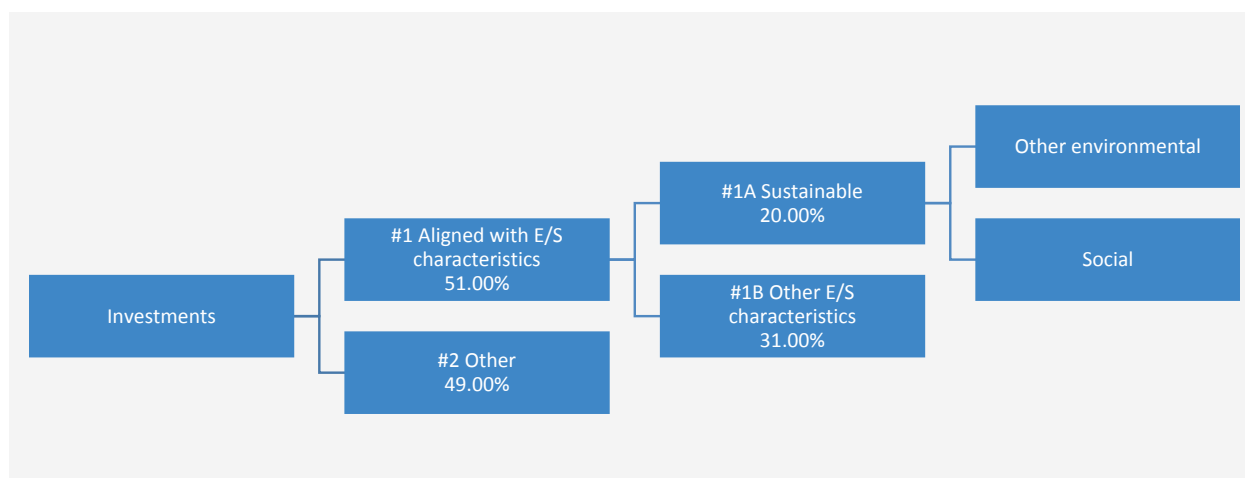 Investments
#1 Aligned with E/S
characteristics
51.00%
#2 Other
49.00%
#1A Sustainable
20.00%
#1B Other E/S
characteristics
31.00%
Other environmental
Social